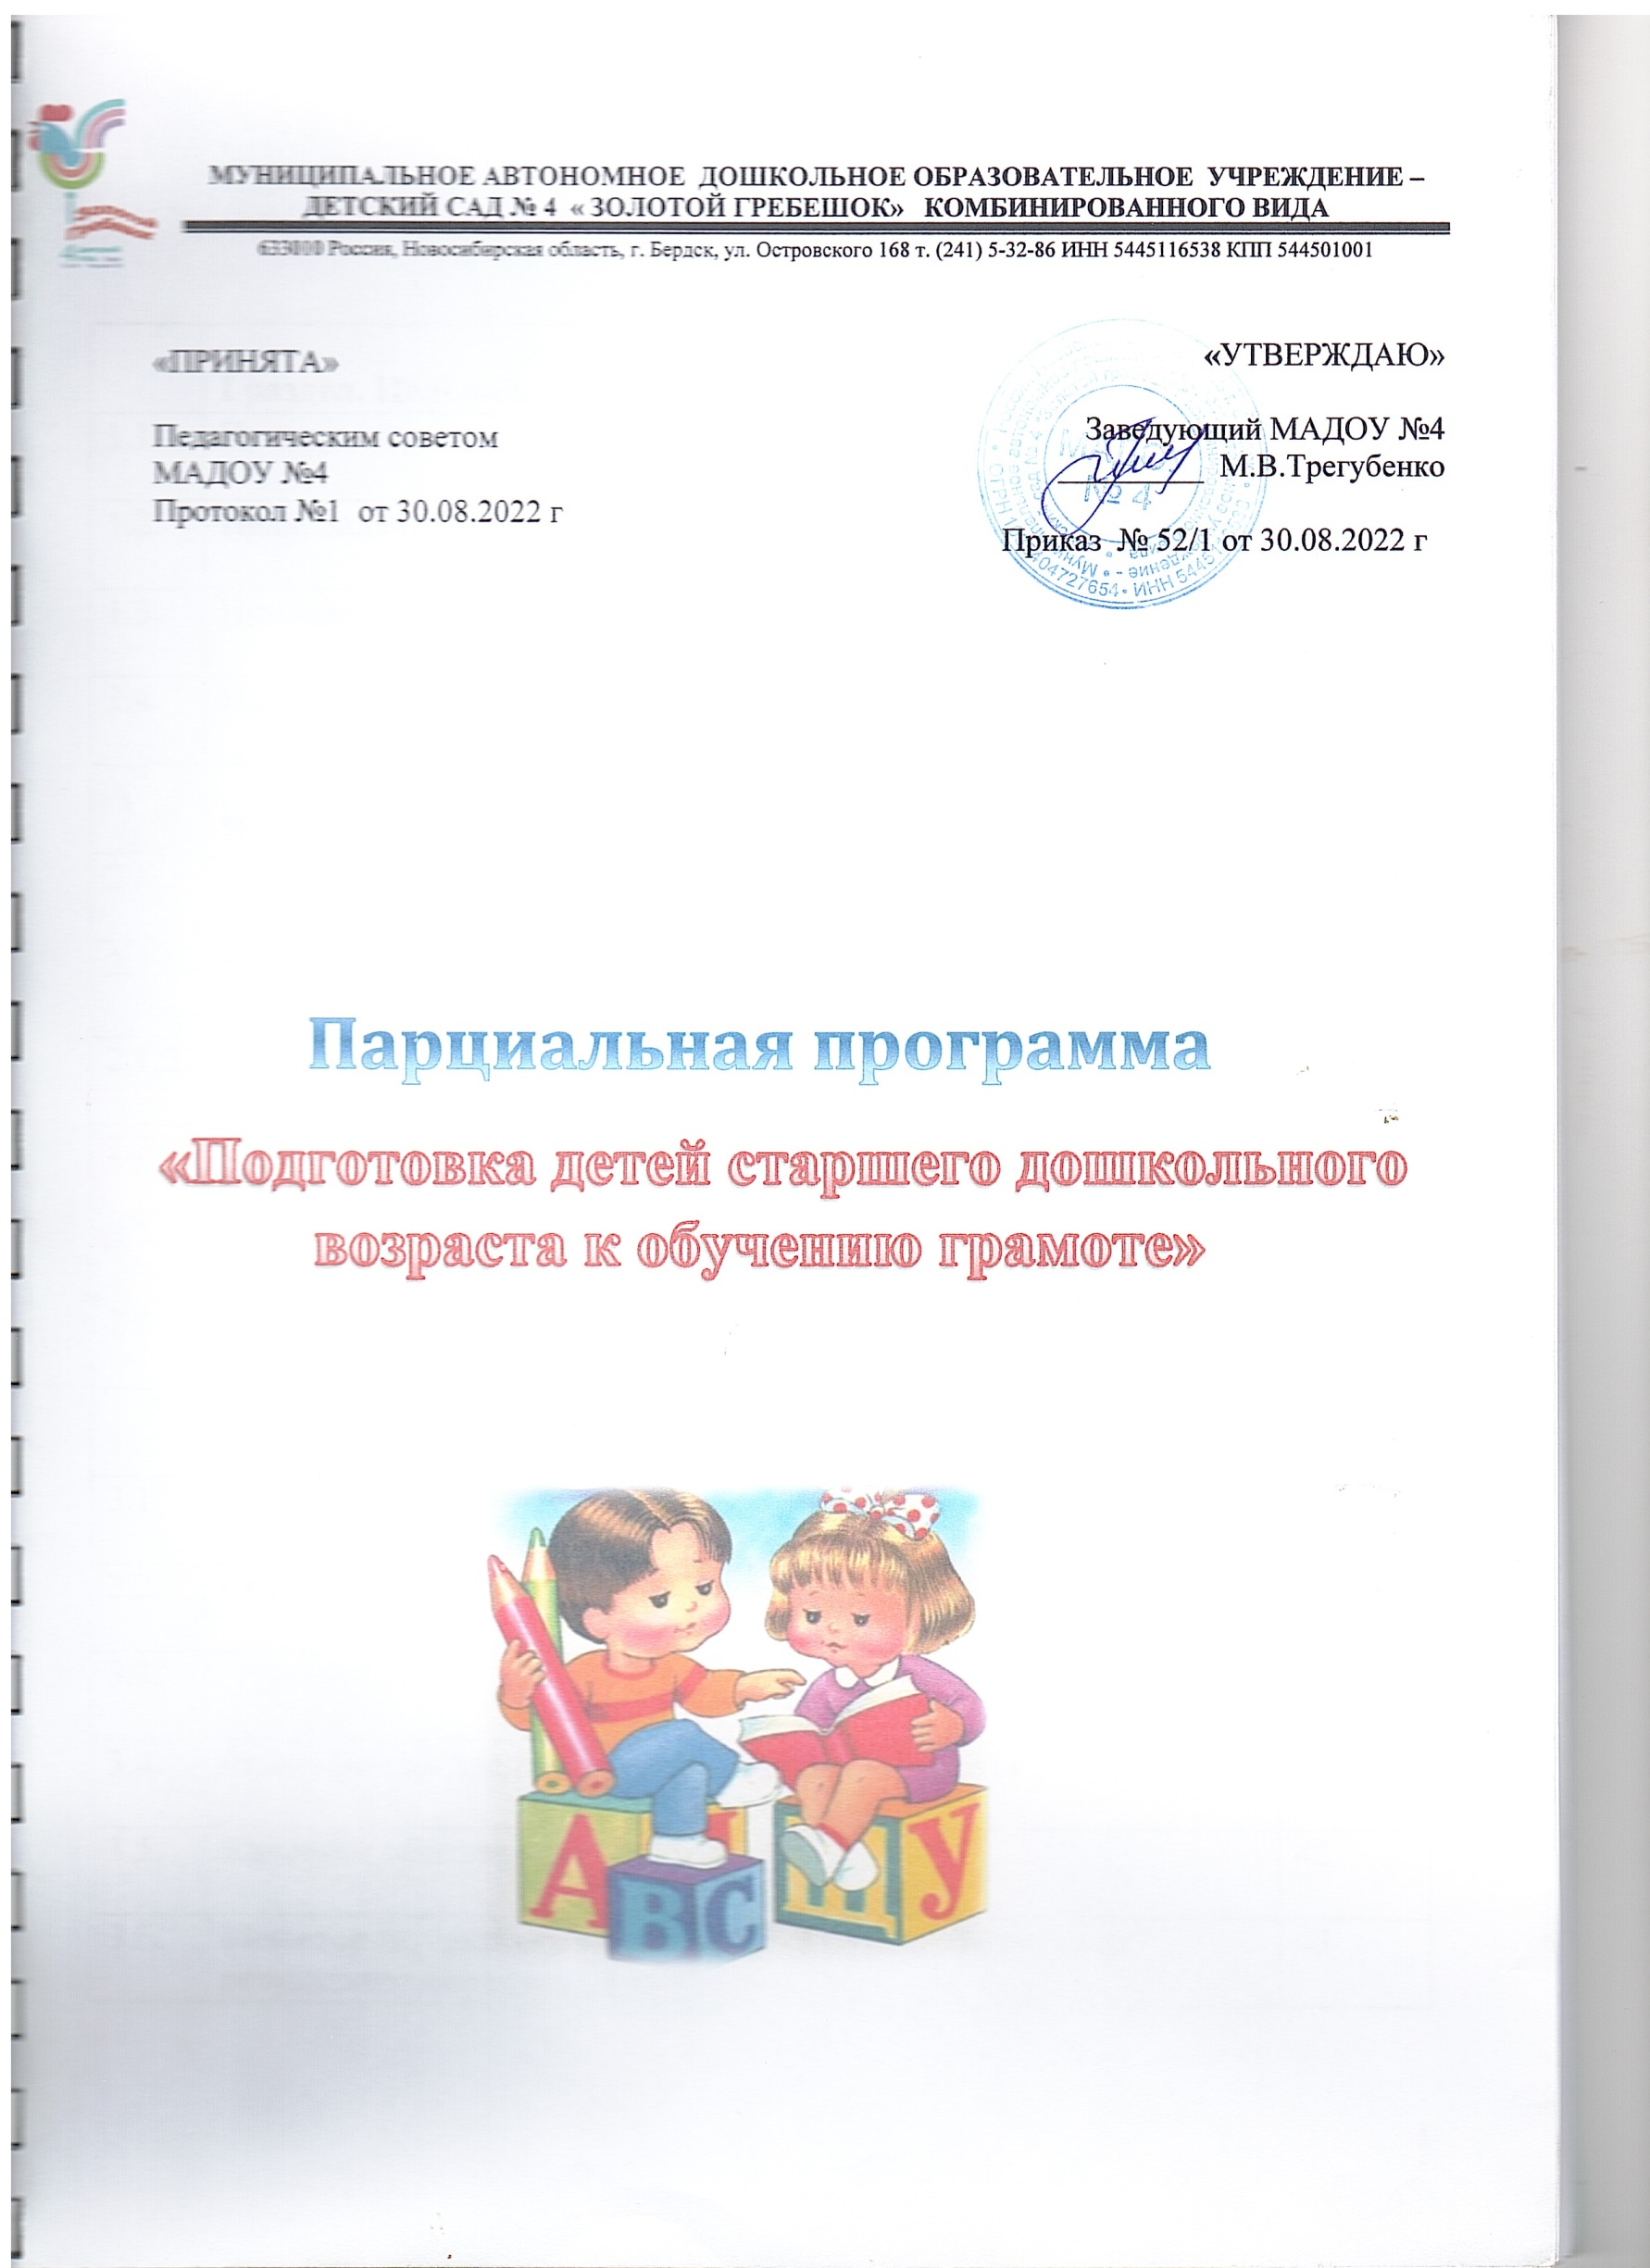 МУНИЦИПАЛЬНОЕ АВТОНОМНОЕ ДОШКОЛЬНОЕ ОБРАЗОВАТЕЛЬНОЕ УЧРЕЖДЕНИЕ –
ДЕТСКИЙ САД № 4 « ЗОЛОТОЙ ГРЕБЕШОК» КОМБИНИРОВАННОГО ВИДА
633010 Россия, Новосибирская область, г. Бердск, ул. Островского 168 т. (241) 5-32-86 ИНН 5445116538 КПП 544501001
«ПРИНЯТА»
Педагогическим советом
МАДОУ №4
Протокол №1 от 30.08.2022 г
«УТВЕРЖДАЮ»
Заведующий МАДОУ №4
М.В.Трегубенко
Приказ № 52/1 от 30.08.2022 г
№ 4
Парциальная программа
«Подготовка детей старшего дошкольного
возраста к обучению грамоте»
А
В С
Щ У